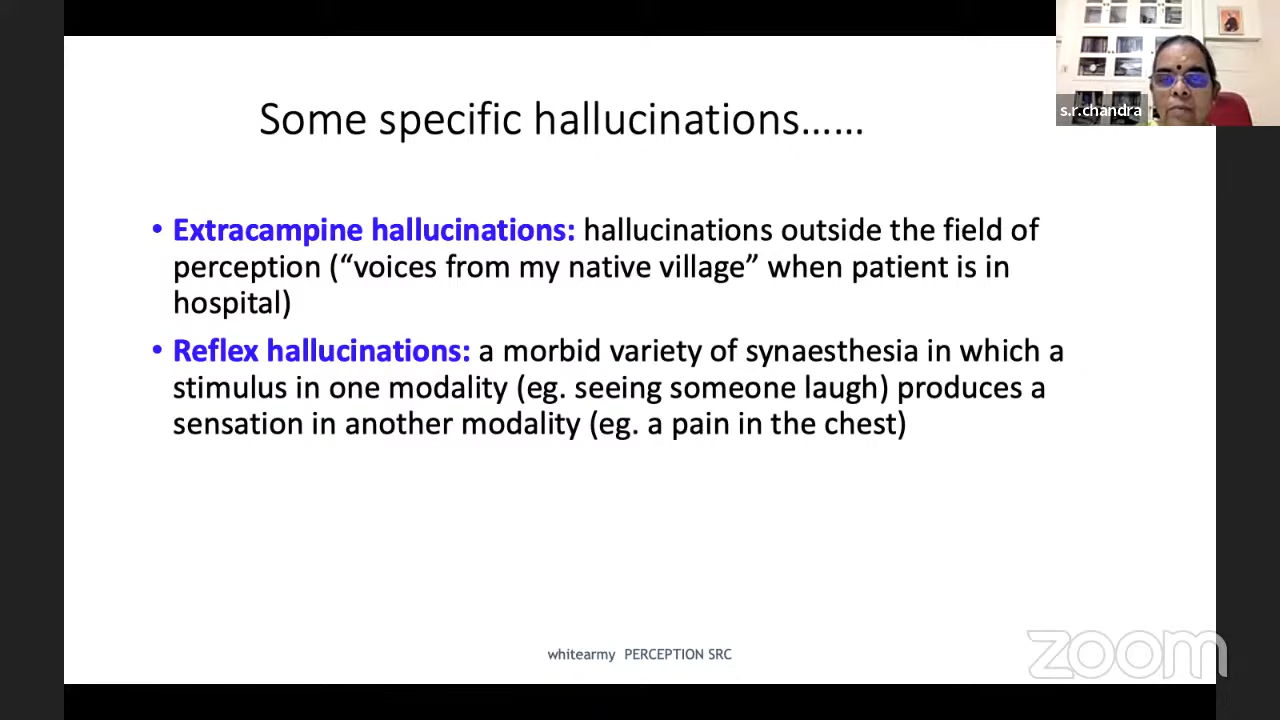 s.r.chandra
Some specific hallucinations……
• Extracampine hallucinations: hallucinations outside the field of
perception (“voices from my native village” when patient is in
hospital)
• Reflex hallucinations: a morbid variety of synaesthesia in which a
stimulus in one modality (eg. seeing someone laugh) produces a
sensation in another modality (eg. a pain in the chest)
whitearmy PERCEPTION SRC
zoom